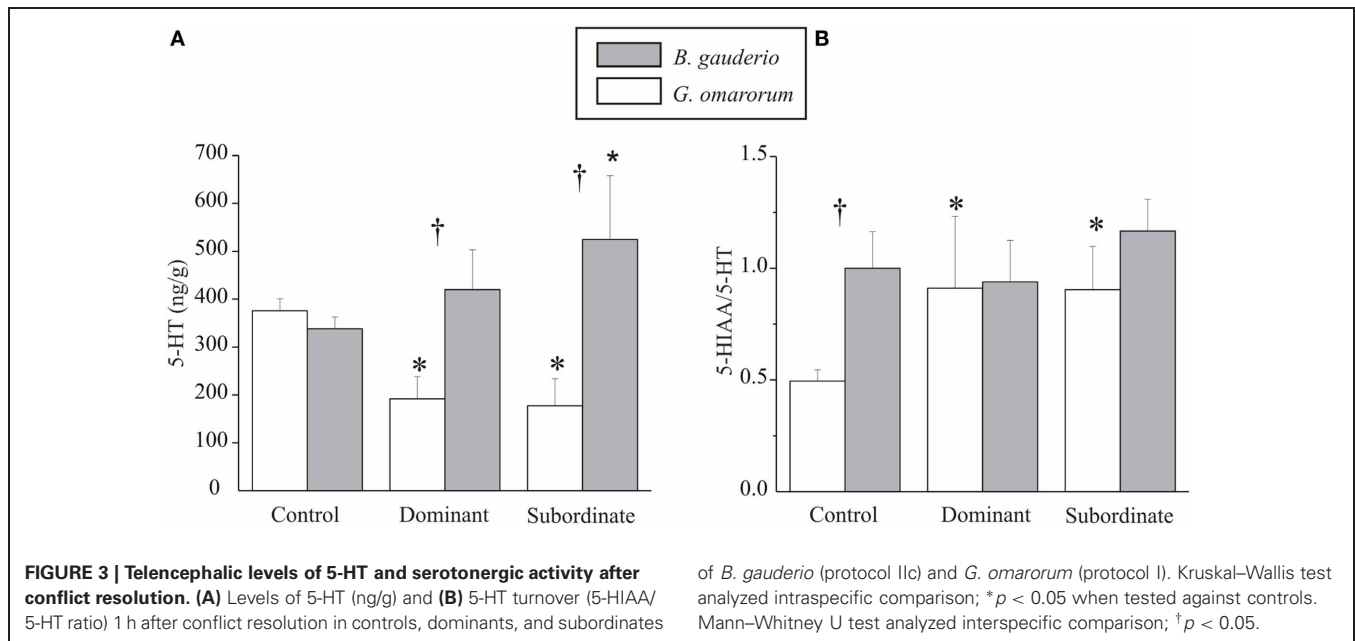 A
B
B. gauderio
G. omarorum
700
600
500
400
300
200
100
0
5-HT (ng/g)
†
†
*
*
*
Control
Dominant
Subordinate
1.5
1.0
0.5
0.0
5-HIAA/5-HT
†
*
*
Control
Dominant
Subordinate
FIGURE 3 | Telencephalic levels of 5-HT and serotonergic activity after
conflict resolution. (A) Levels of 5-HT (ng/g) and (B) 5-HT turnover (5-HIAA/
5-HT ratio) 1 h after conflict resolution in controls, dominants, and subordinates
of B. gauderio (protocol IIc) and G. omarorum (protocol I). Kruskal–Wallis test
analyzed intraspecific comparison; *p < 0.05 when tested against controls.
Mann–Whitney U test analyzed interspecific comparison; †p < 0.05.